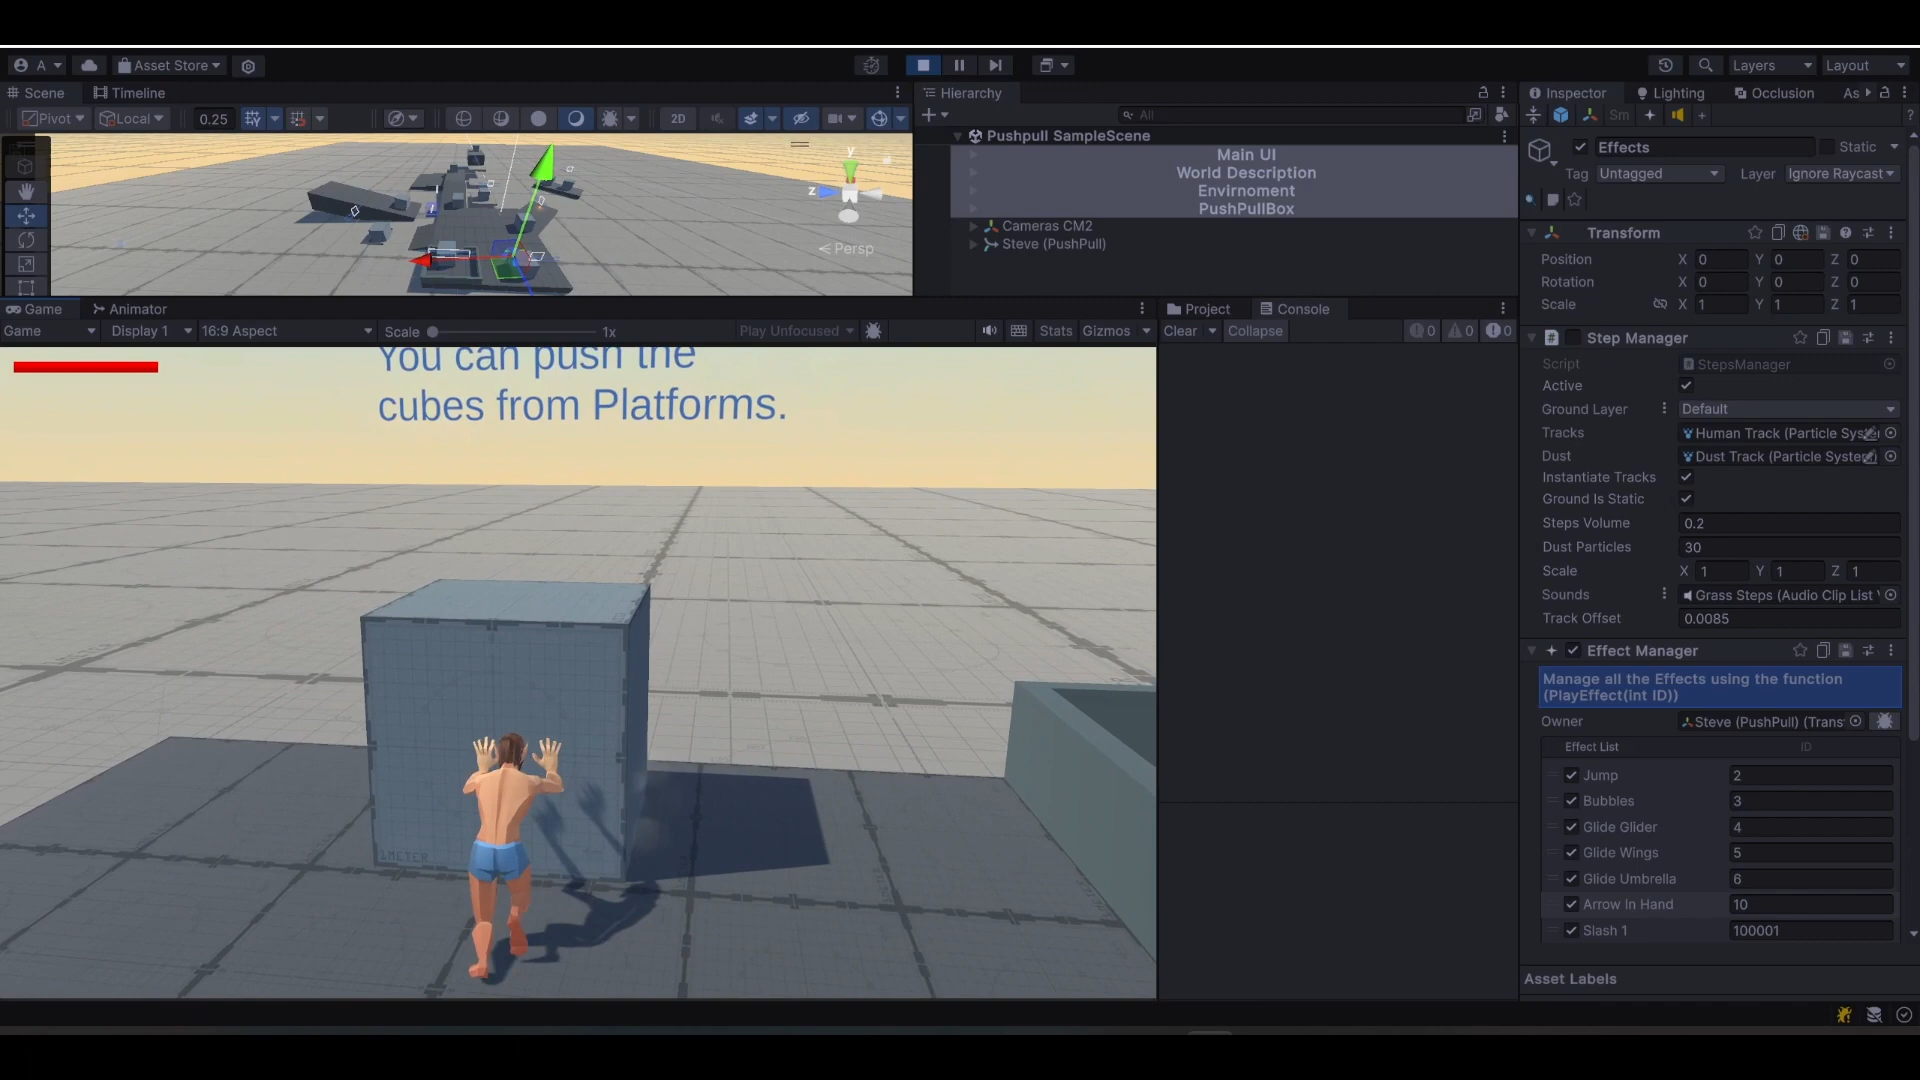 A
Asset Store
Layers
Layout
Scene
Timeline
Pivot
Local
0.25
2D
y
z
Persp
Hierarchy
All
Pushpull SampleScene
Main UI
World Description
Envirnoment
PushPullBox
Cameras CM2
Steve (PushPull)
Game
Animator
Game
Display 1
16:9 Aspect
Scale
1x
Play Unfocused
Stats
Gizmos
You can push the
cubes from Platforms.
1METER
Project
Console
Clear
Collapse
0
0
0
Inspector
Lighting
Occlusion
As
Sm
Effects
Static
Tag
Untagged
Layer
Ignore Raycast
Transform
Position X 0 Y 0 Z 0
Rotation X 0 Y 0 Z 0
Scale X 1 Y 1 Z 1
Step Manager
Script
StepsManager
Active
Ground Layer
Default
Tracks
Human Track (Particle Syste
Dust
Dust Track (Particle System)
Instantiate Tracks
Ground Is Static
Steps Volume
0.2
Dust Particles
30
Scale X 1 Y 1 Z 1
Sounds
Grass Steps (Audio Clip List
Track Offset
0.0085
Effect Manager
Manage all the Effects using the function
(PlayEffect(int ID))
Owner
Steve (PushPull) (Trans
Effect List
ID
Jump 2
Bubbles 3
Glide Glider 4
Glide Wings 5
Glide Umbrella 6
Arrow In Hand 10
Slash 1 100001
Asset Labels